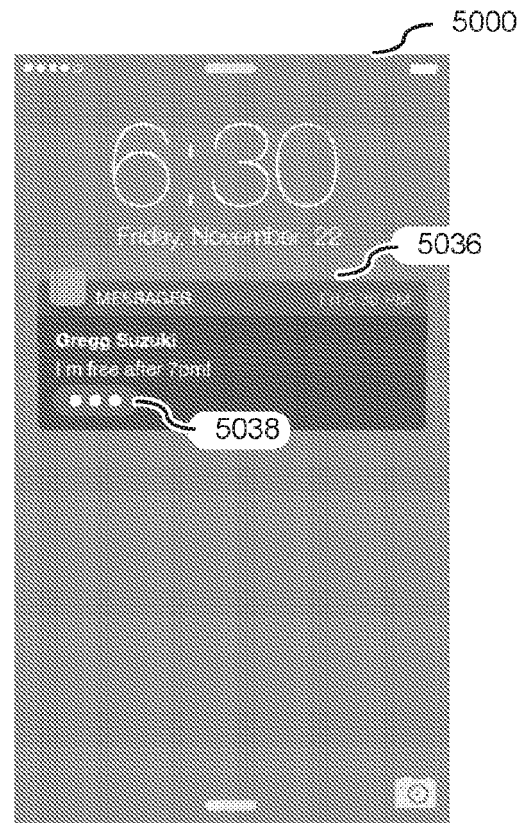 5000
6:30
Friday, November 22
5036
MESSAGES
Gregg Suzuki
I'm free after 7pm!
5038